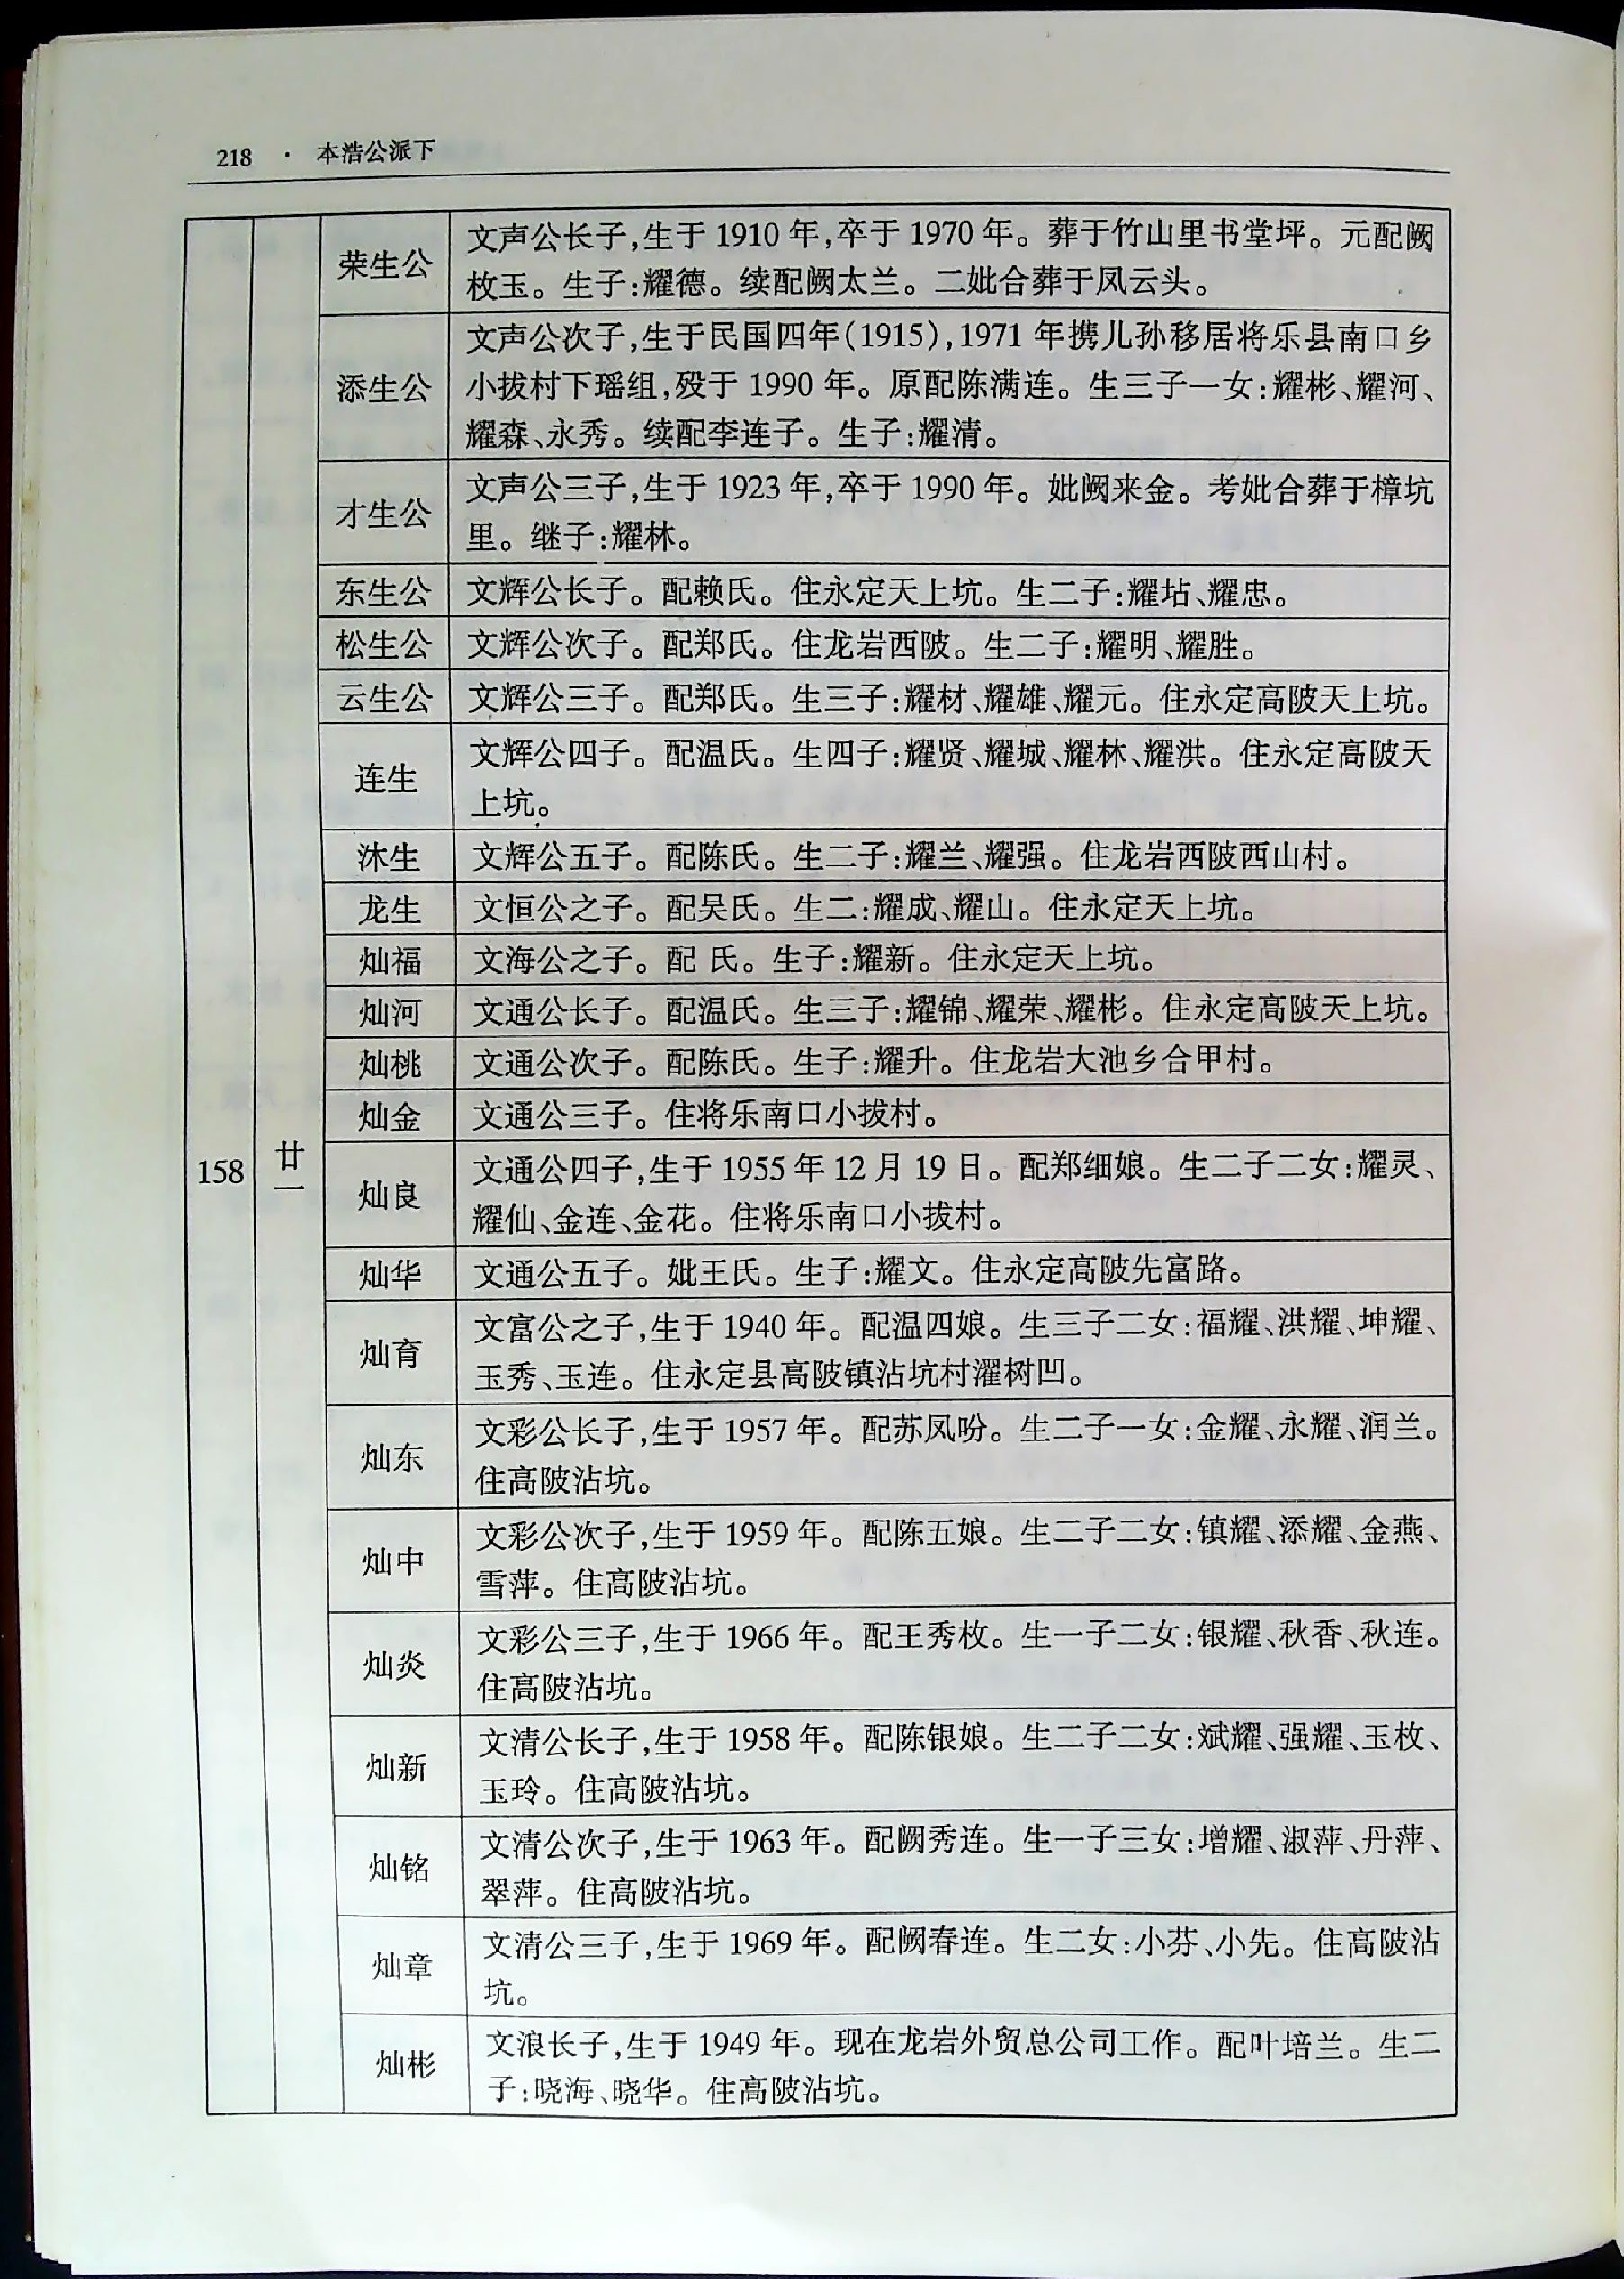 218 · 本浩公派下
158
廿一
荣生公
文声公长子,生于 1910 年,卒于 1970 年。葬于竹山里书堂坪。元配阙
枚玉。生子:耀德。续配阙太兰。二妣合葬于凤云头。
添生公
文声公次子,生于民国四年(1915),1971 年携儿孙移居将乐县南口乡
小拔村下瑶组,殁于 1990 年。原配陈满连。生三子一女:耀彬、耀河、
耀森、永秀。续配李连子。生子:耀清。
才生公
文声公三子,生于 1923 年,卒于 1990 年。妣阙来金。考妣合葬于樟坑
里。继子:耀林。
东生公
文辉公长子。配赖氏。住永定天上坑。生二子:耀坫、耀忠。
松生公
文辉公次子。配郑氏。住龙岩西陂。生二子:耀明、耀胜。
云生公
文辉公三子。配郑氏。生三子:耀材、耀雄、耀元。住永定高陂天上坑。
连生
文辉公四子。配温氏。生四子:耀贤、耀城、耀林、耀洪。住永定高陂天
上坑。
沐生
文辉公五子。配陈氏。生二子:耀兰、耀强。住龙岩西陂西山村。
龙生
文恒公之子。配吴氏。生二:耀成、耀山。住永定天上坑。
灿福
文海公之子。配 氏。生子:耀新。住永定天上坑。
灿河
文通公长子。配温氏。生三子:耀锦、耀荣、耀彬。住永定高陂天上坑。
灿桃
文通公次子。配陈氏。生子:耀升。住龙岩大池乡合甲村。
灿金
文通公三子。住将乐南口小拔村。
灿良
文通公四子,生于 1955 年 12 月 19 日。配郑细娘。生二子二女:耀灵、
耀仙、金连、金花。住将乐南口小拔村。
灿华
文通公五子。妣王氏。生子:耀文。住永定高陂先富路。
灿育
文富公之子,生于 1940 年。配温四娘。生三子二女:福耀、洪耀、坤耀、
玉秀、玉连。住永定县高陂镇沾坑村濯树凹。
灿东
文彩公长子,生于 1957 年。配苏凤吩。生二子一女:金耀、永耀、润兰。
住高陂沾坑。
灿中
文彩公次子,生于 1959 年。配陈五娘。生二子二女:镇耀、添耀、金燕、
雪萍。住高陂沾坑。
灿炎
文彩公三子,生于 1966 年。配王秀枚。生一子二女:银耀、秋香、秋连。
住高陂沾坑。
灿新
文清公长子,生于 1958 年。配陈银娘。生二子二女:斌耀、强耀、玉枚、
玉玲。住高陂沾坑。
灿铭
文清公次子,生于 1963 年。配阙秀连。生一子三女:增耀、淑萍、丹萍、
翠萍。住高陂沾坑。
灿章
文清公三子,生于 1969 年。配阙春连。生二女:小芬、小先。住高陂沾
坑。
灿彬
文浪长子,生于 1949 年。现在龙岩外贸总公司工作。配叶培兰。生二
子:晓海、晓华。住高陂沾坑。